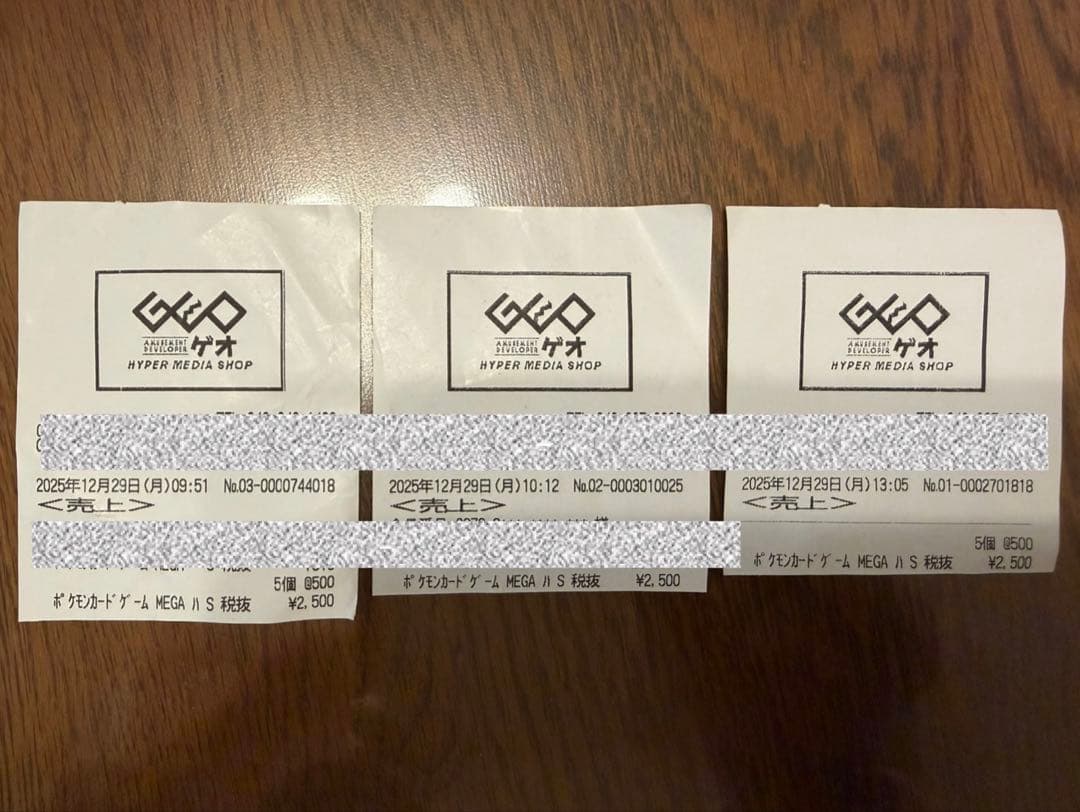 GEO
AMUSEMENT
DEVELOPER ゲオ
HYPER MEDIA SHOP
2025年12月29日(月)09:51 No.03-0000744018
＜売上＞
5個 @500
ﾎﾟｹﾓﾝｶｰﾄﾞｹﾞｰﾑ MEGA ﾊ S 税抜 ¥2,500
GEO
AMUSEMENT
DEVELOPER ゲオ
HYPER MEDIA SHOP
2025年12月29日(月)10:12 No.02-0003010025
＜売上＞
ﾎﾟｹﾓﾝｶｰﾄﾞｹﾞｰﾑ MEGA ﾊ S 税抜 ¥2,500
GEO
AMUSEMENT
DEVELOPER ゲオ
HYPER MEDIA SHOP
2025年12月29日(月)13:05 No.01-0002701818
＜売上＞
5個 @500
ﾎﾟｹﾓﾝｶｰﾄﾞｹﾞｰﾑ MEGA ﾊ S 税抜 ¥2,500